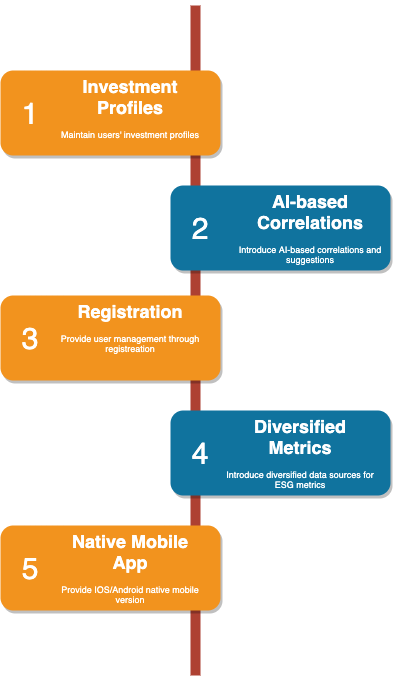 1
Investment
Profiles
Maintain users' investment profiles
2
AI-based
Correlations
Introduce AI-based correlations and
suggestions
3
Registration
Provide user management through
registreation
4
Diversified
Metrics
Introduce diversified data sources for
ESG metrics
5
Native Mobile
App
Provide IOS/Android native mobile
version